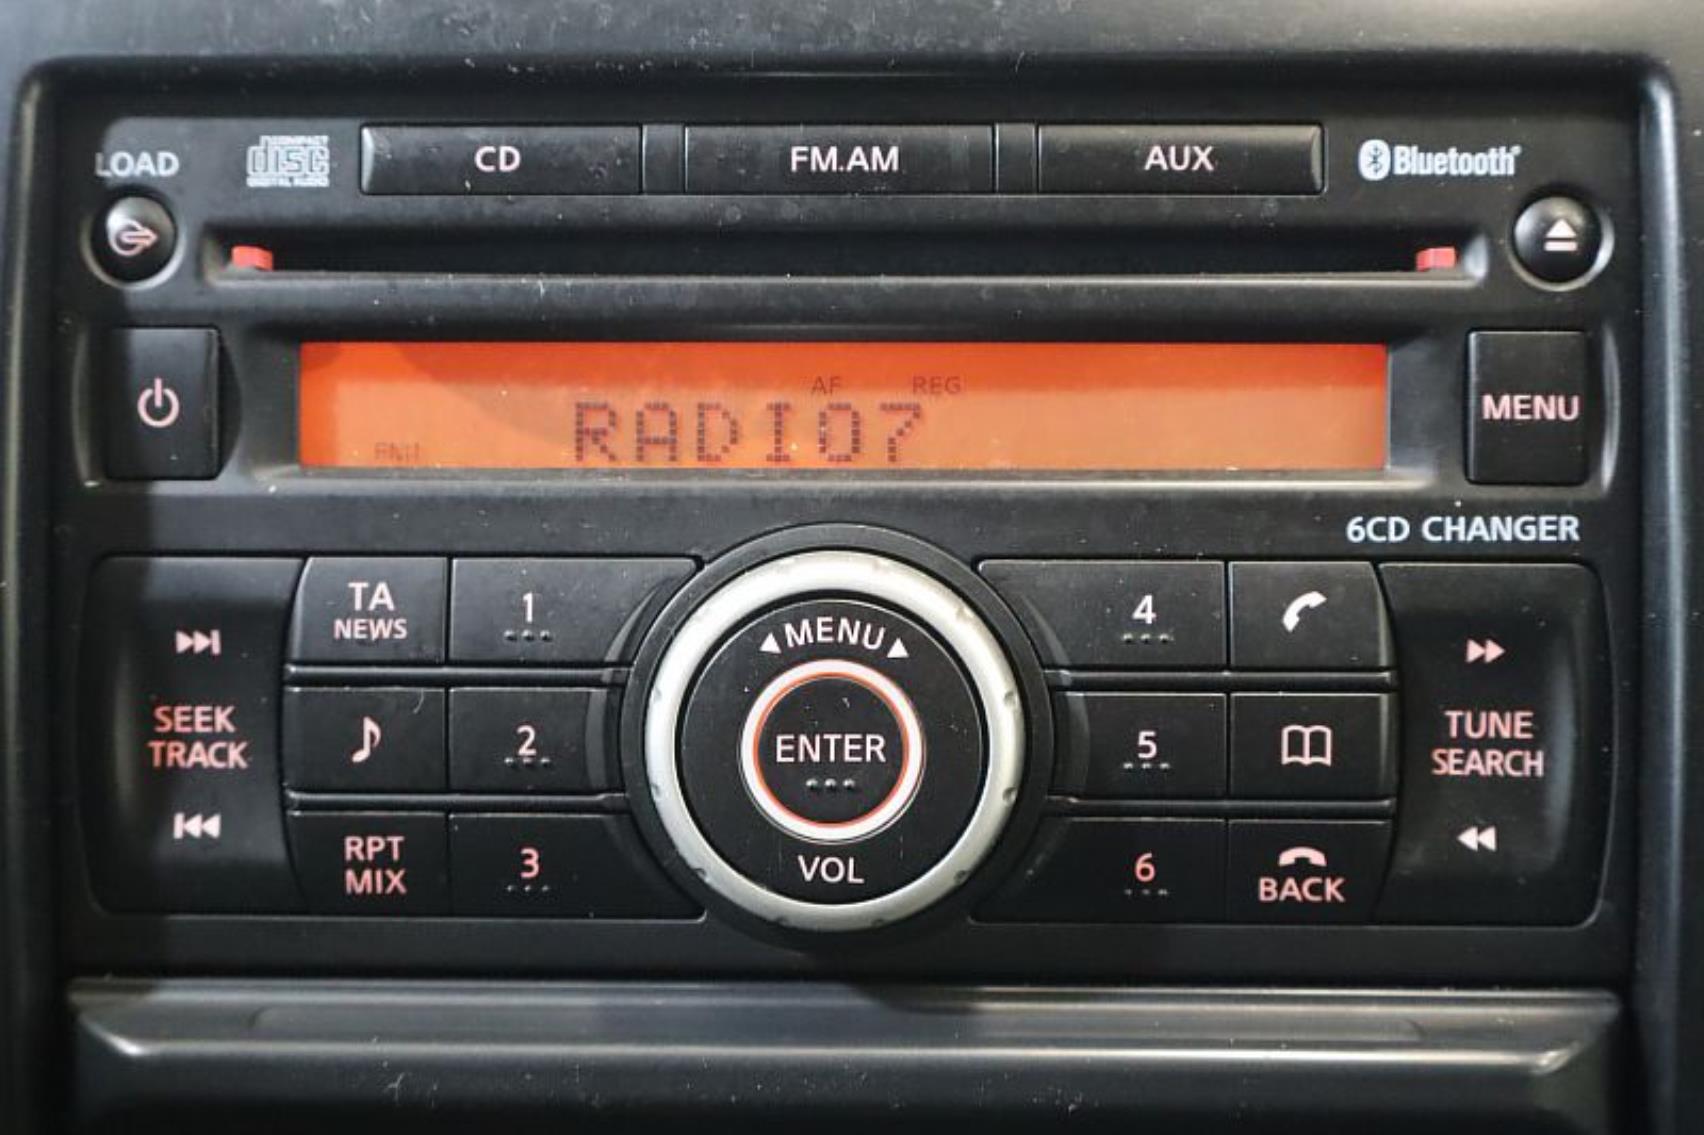 LOAD
COMPACT
disc
DIGITAL AUDIO
CD
FM.AM
AUX
Bluetooth®
AF REG
RADIO7
MENU
6CD CHANGER
TA
NEWS
1
◀MENU▶
4
SEEK
TRACK
2
ENTER
5
TUNE
SEARCH
RPT
MIX
3
VOL
6
BACK